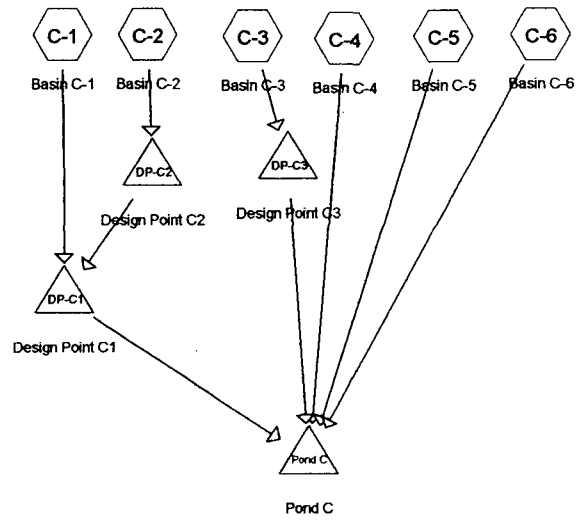 C-1 C-2 C-3 C-4 C-5 C-6
Basin C-1 Basin C-2 Basin C-3 Basin C-4 Basin C-5 Basin C-6
DP-C2 DP-C3
Design Point C2 Design Point C3
DP-C1
Design Point C1
Pond C
Pond C